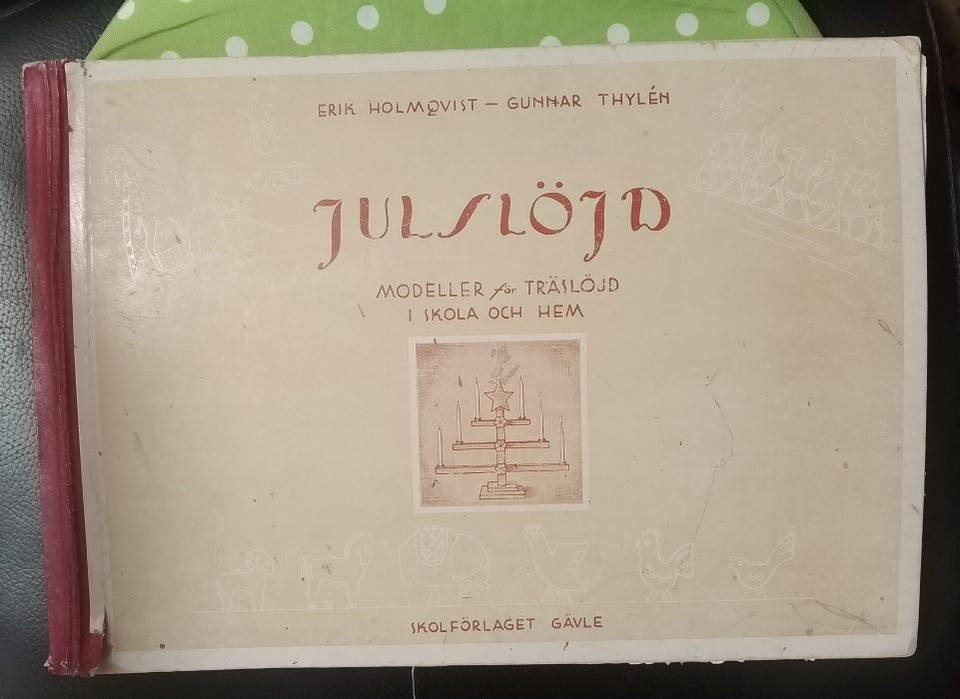 ERIK HOLMQVIST – GUNNAR THYLÉN
JULSLÖJD
MODELLER för TRÄSLÖJD
I SKOLA OCH HEM
SKOLFÖRLAGET GÄVLE